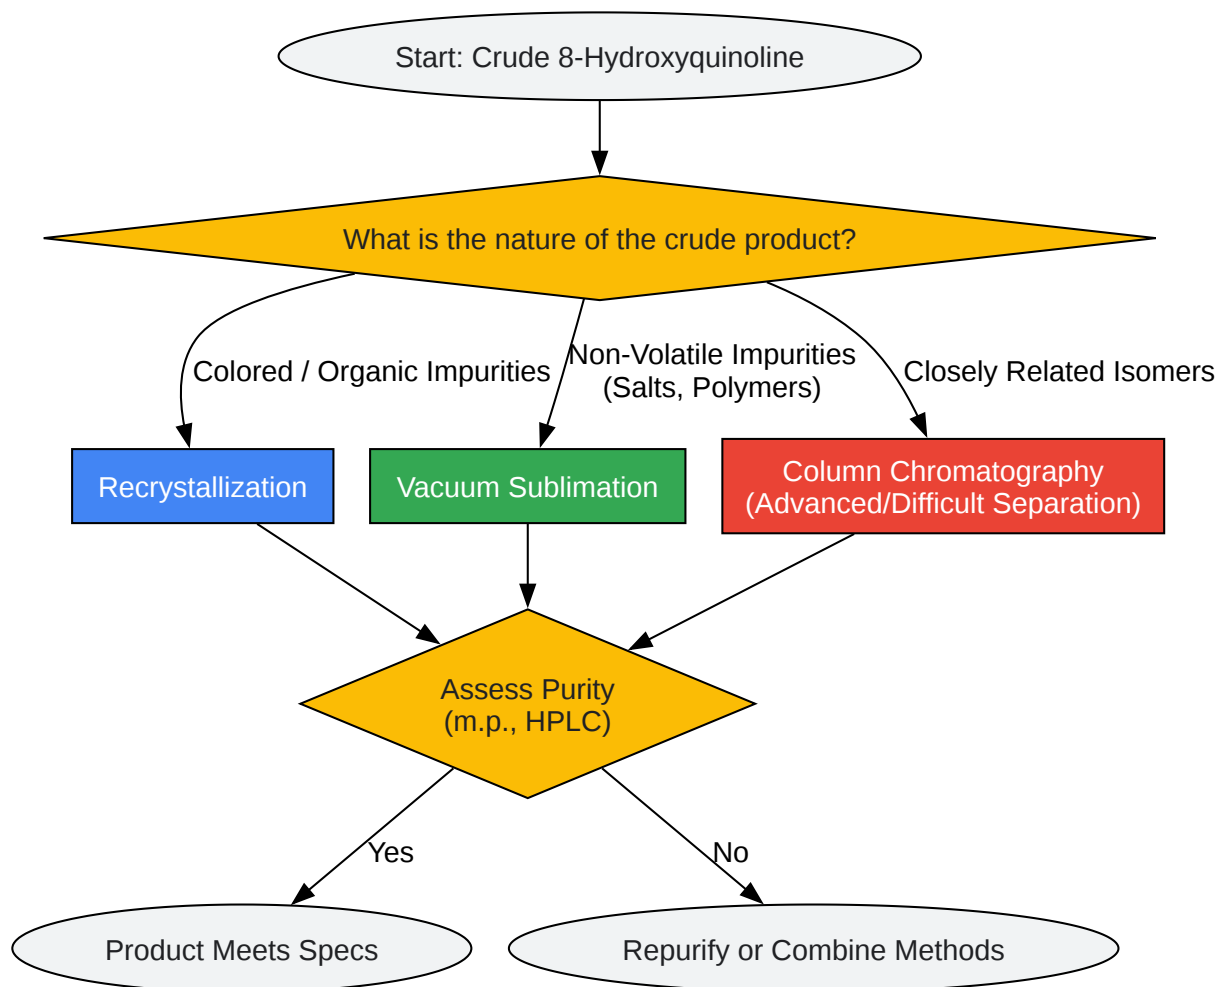 Start: Crude 8-Hydroxyquinoline
What is the nature of the crude product?
Colored / Organic Impurities
Non-Volatile Impurities
(Salts, Polymers)
Closely Related Isomers
Recrystallization
Vacuum Sublimation
Column Chromatography
(Advanced/Difficult Separation)
Assess Purity
(m.p., HPLC)
Yes
No
Product Meets Specs
Repurify or Combine Methods